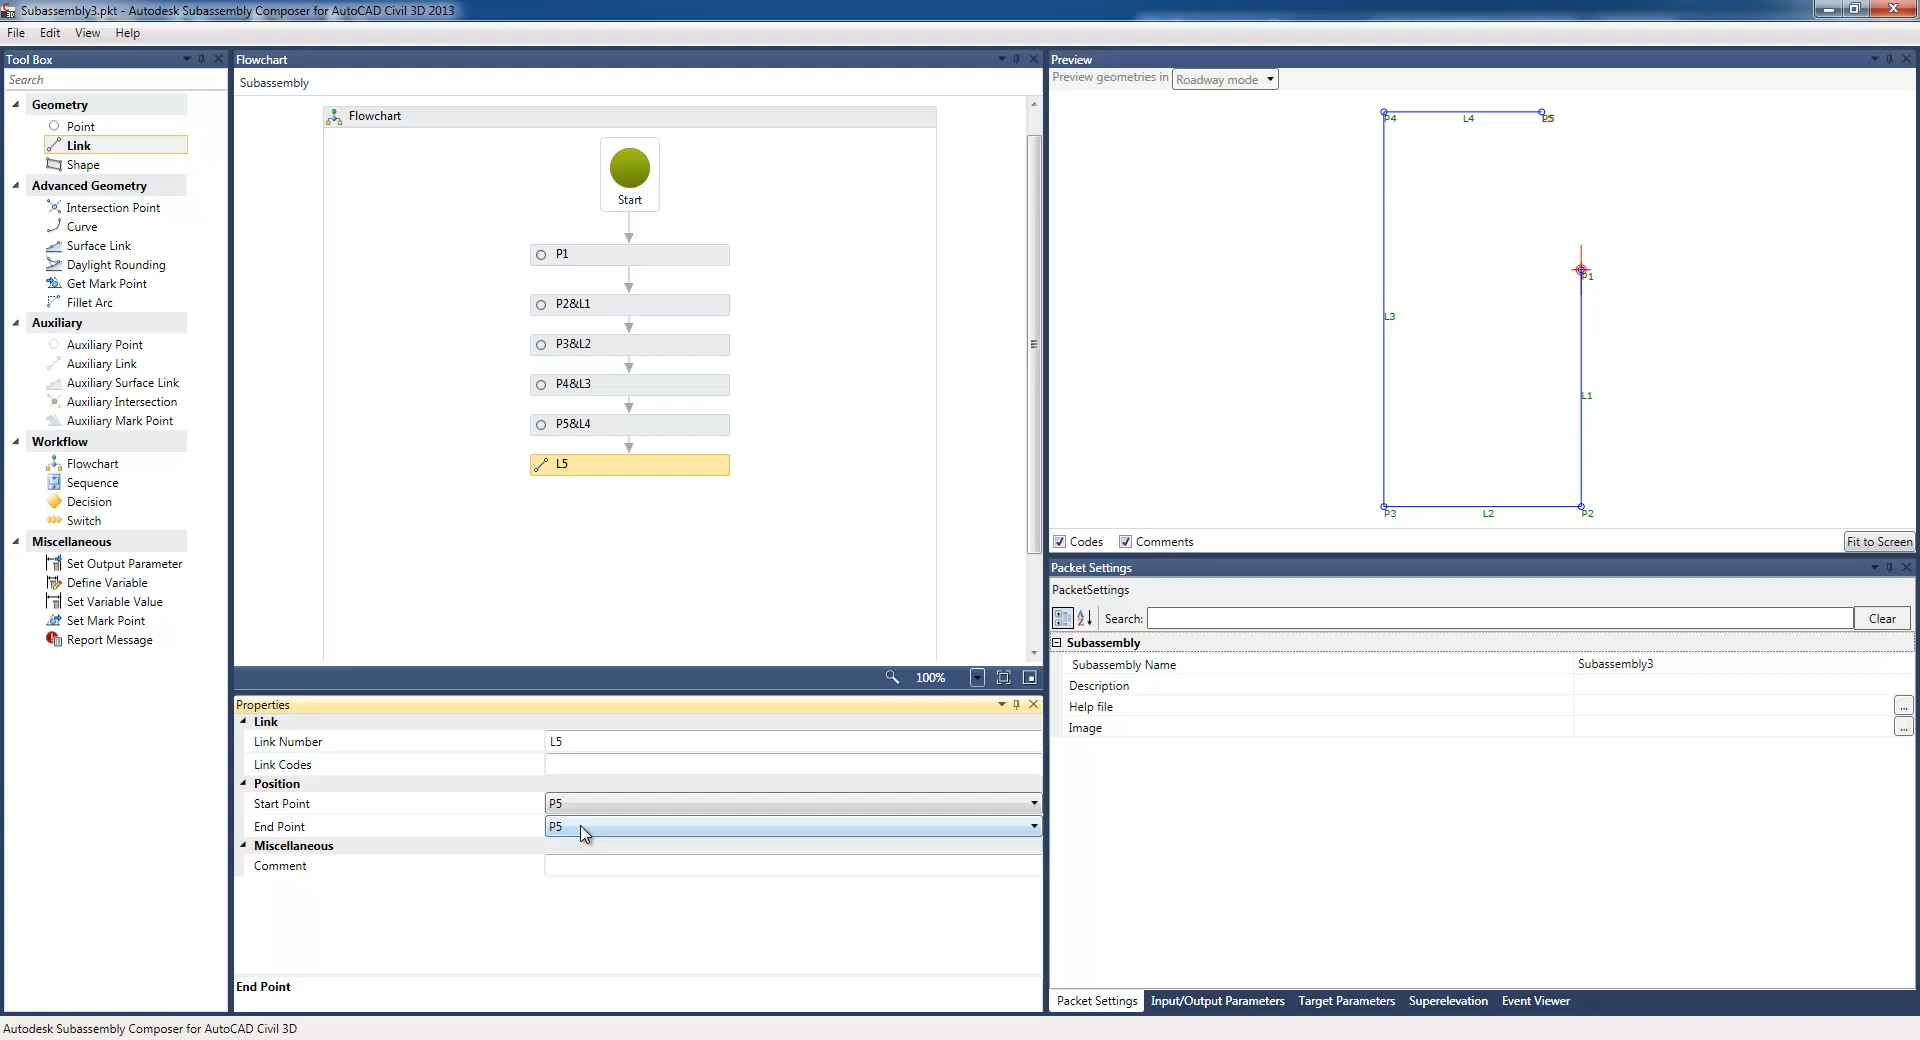 Subassembly3.pkt - Autodesk Subassembly Composer for AutoCAD Civil 3D 2013
File Edit View Help
Tool Box
Search
Geometry
Point
Link
Shape
Advanced Geometry
Intersection Point
Curve
Surface Link
Daylight Rounding
Get Mark Point
Fillet Arc
Auxiliary
Auxiliary Point
Auxiliary Link
Auxiliary Surface Link
Auxiliary Intersection
Auxiliary Mark Point
Workflow
Flowchart
Sequence
Decision
Switch
Miscellaneous
Set Output Parameter
Define Variable
Set Variable Value
Set Mark Point
Report Message
Flowchart
Subassembly
Flowchart
Start
P1
P2&L1
P3&L2
P4&L3
P5&L4
L5
100%
Properties
Link
Link Number L5
Link Codes
Position
Start Point P5
End Point P5
Miscellaneous
Comment
End Point
Preview
Preview geometries in Roadway mode
P4 L4
P1
L3
L1
P3 L2 P2
Codes Comments Fit to Screen
Packet Settings
PacketSettings
Search: Clear
Subassembly
Subassembly Name Subassembly3
Description
Help file ...
Image ...
Packet Settings Input/Output Parameters Target Parameters Superelevation Event Viewer
Autodesk Subassembly Composer for AutoCAD Civil 3D